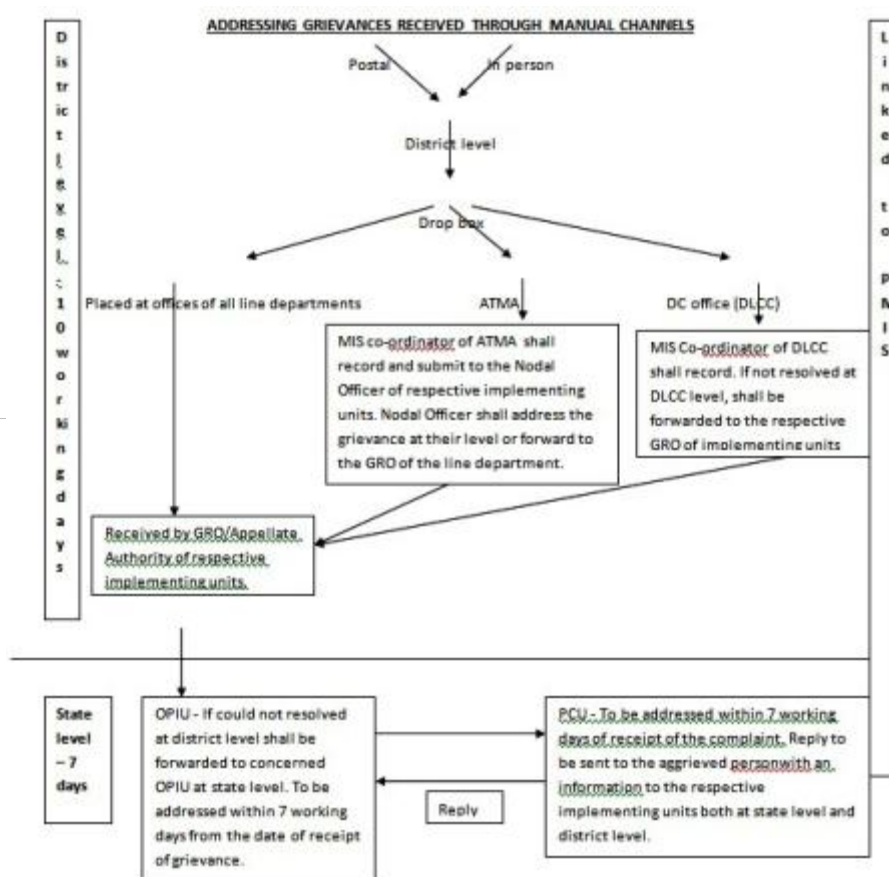 ADDRESSING GRIEVANCES RECEIVED THROUGH MANUAL CHANNELS
Postal
In person
District level
Drop box
Placed at offices of all line departments
ATMA
DC office (DLCC)
MIS co-ordinator of ATMA shall
record and submit to the Nodal
Officer of respective implementing
units. Nodal Officer shall address the
grievance at their level or forward to
the GRO of the line department.
MIS Co-ordinator of DLCC
shall record. If not resolved at
DLCC level, shall be
forwarded to the respective
GRO of implementing units
Received by GRO/Appellate
Authority of respective
implementing units.
District level : 10 working days
Linked to PMIS
State
level
– 7
days
OPIU - If could not resolved
at district level shall be
forwarded to concerned
OPIU at state level. To be
addressed within 7 working
days from the date of receipt
of grievance.
Reply
PCU - To be addressed within 7 working
days of receipt of the complaint. Reply to
be sent to the aggrieved personwith an
information to the respective
implementing units both at state level and
district level.